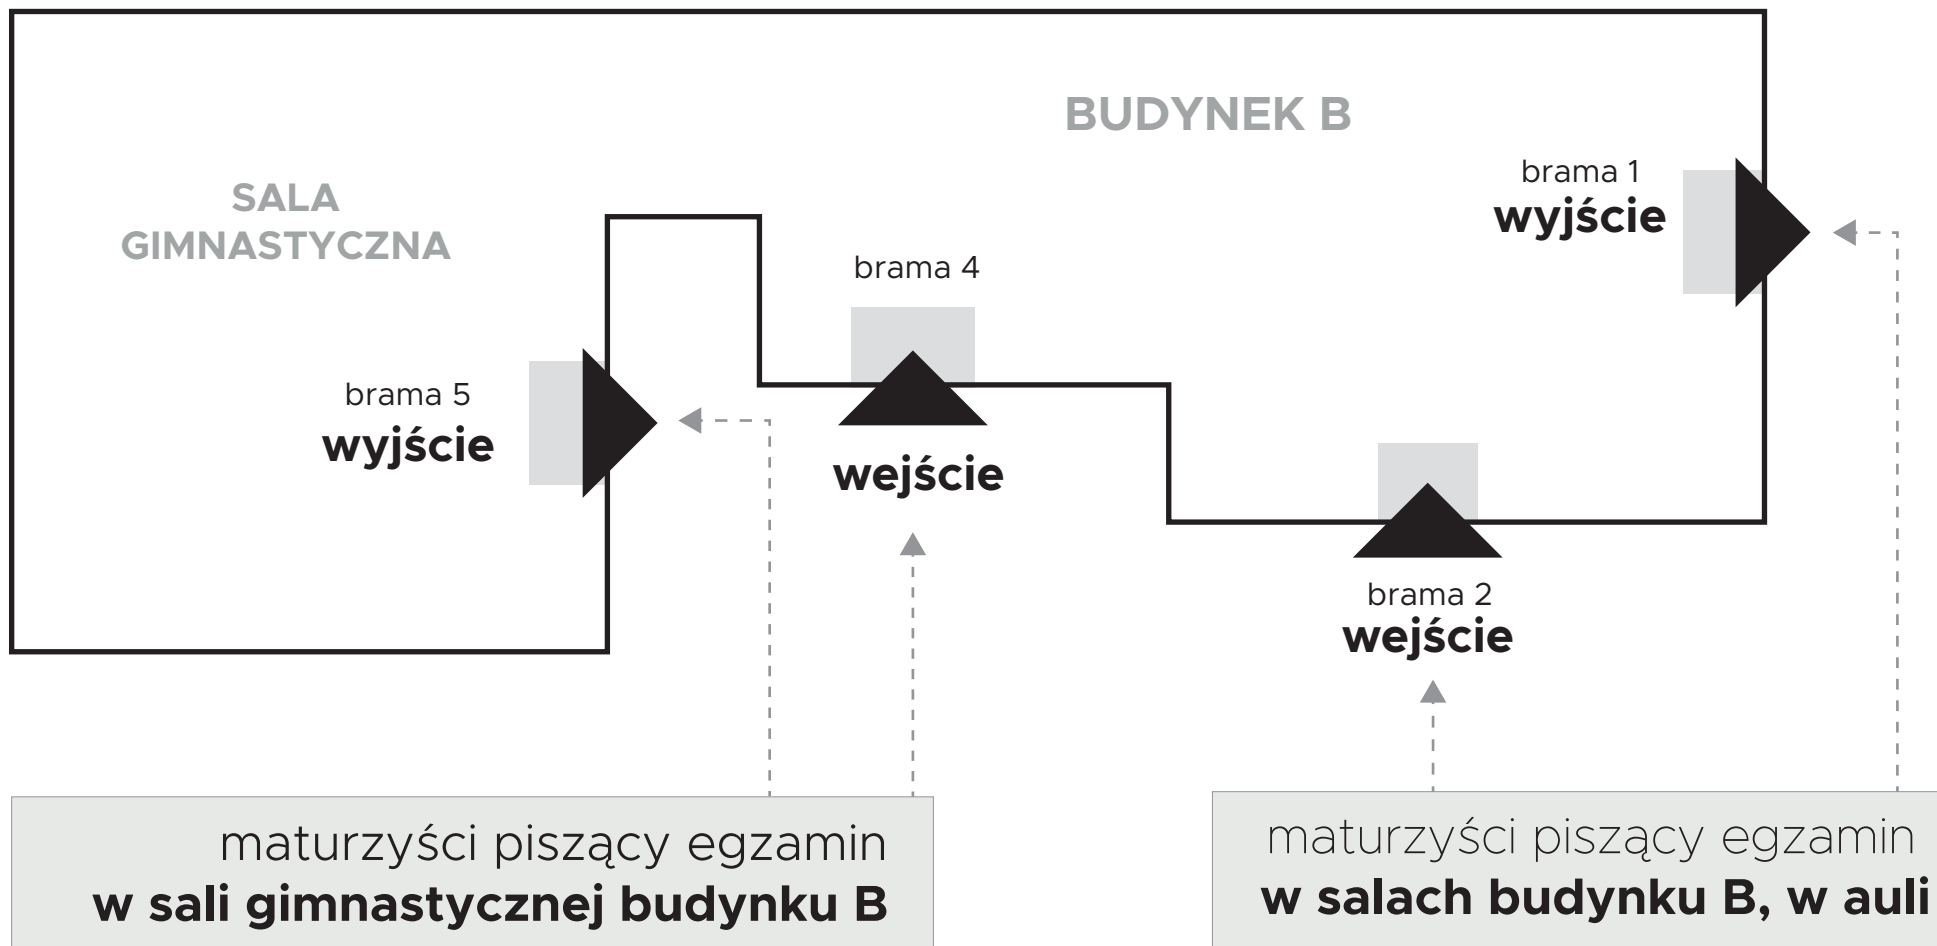 BUDYNEK B
SALA
GIMNASTYCZNA
brama 1
wyjście
brama 4
wejście
brama 5
wyjście
brama 2
wejście
maturzyści piszący egzamin
w sali gimnastycznej budynku B
maturzyści piszący egzamin
w salach budynku B, w auli